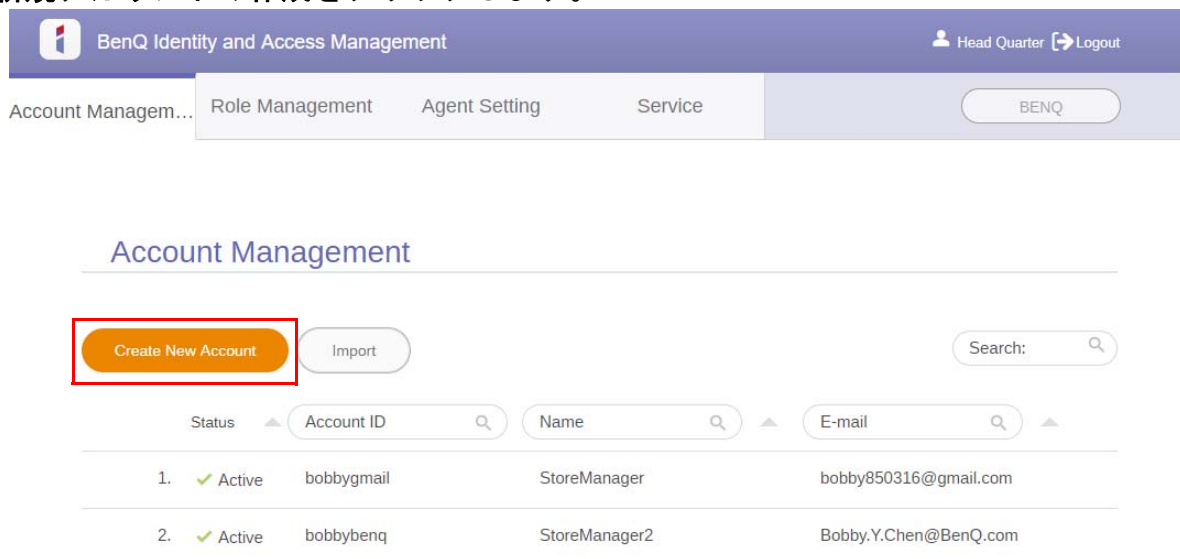 BenQ Identity and Access Management Head Quarter Logout
Account Managem... Role Management Agent Setting Service BENQ
Account Management
Create New Account Import Search:
Status Account ID Name E-mail
1. Active bobbygmail StoreManager bobby850316@gmail.com
2. Active bobbybenq StoreManager2 Bobby.Y.Chen@BenQ.com